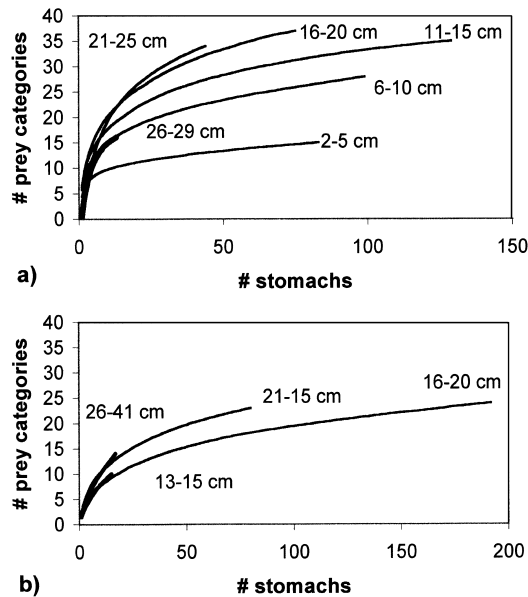 40
35
30
25
20
15
10
5
0
# prey categories
21-25 cm
16-20 cm
11-15 cm
6-10 cm
26-29 cm
2-5 cm
0 50 100 150
# stomachs
a)
40
35
30
25
20
15
10
5
0
# prey categories
16-20 cm
21-15 cm
26-41 cm
13-15 cm
0 50 100 150 200
# stomachs
b)